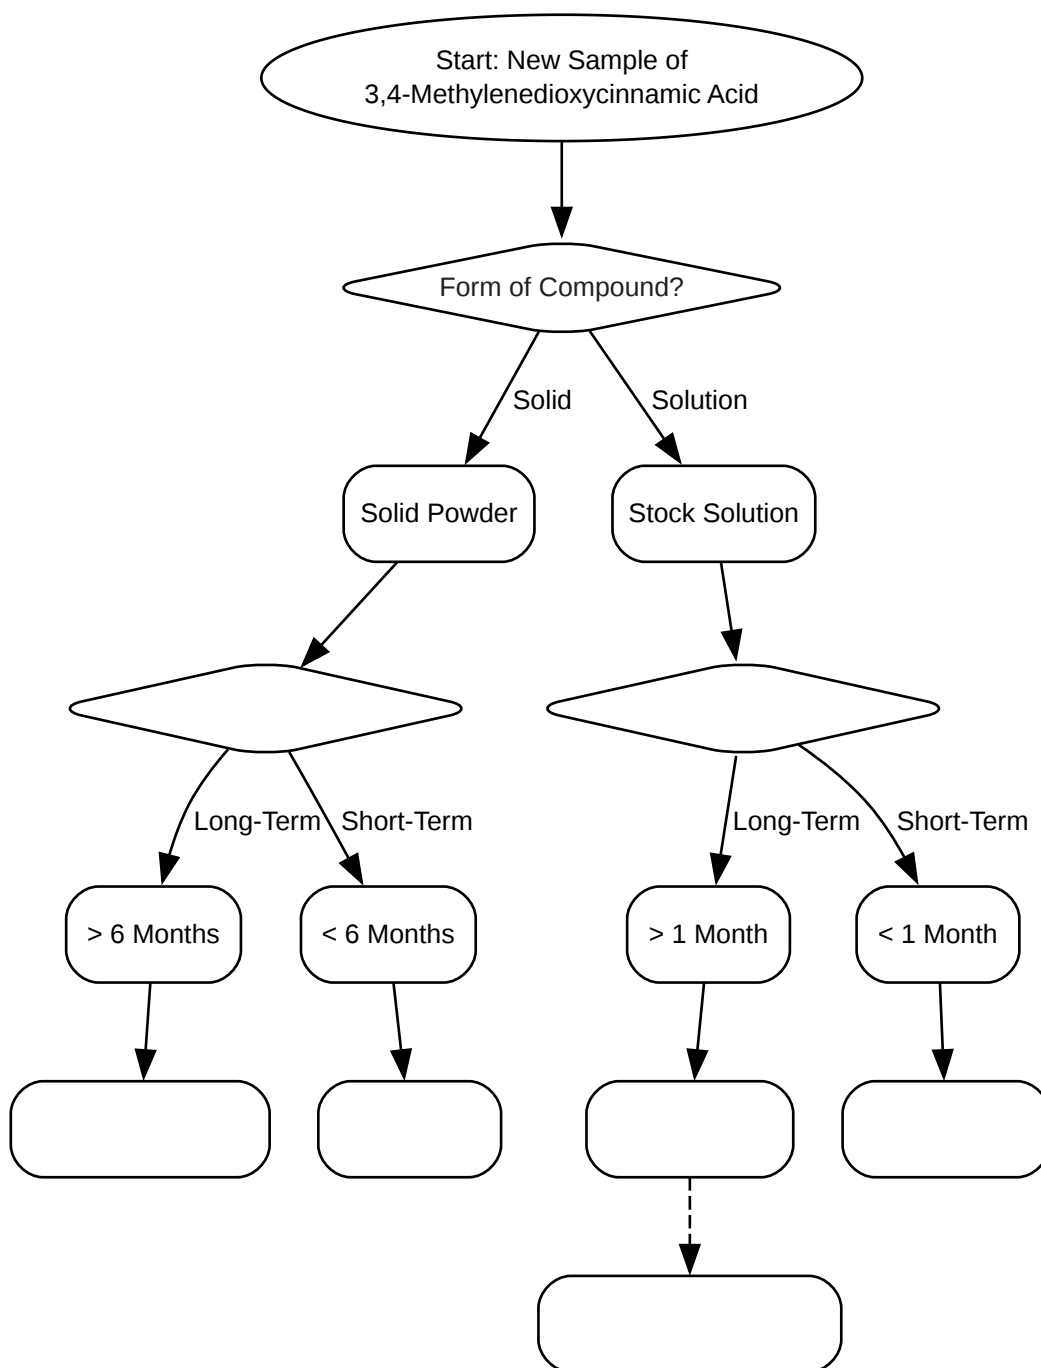 Start: New Sample of
3,4-Methylenedioxycinnamic Acid
Form of Compound?
Solid
Solution
Solid Powder
Stock Solution
Long-Term
Short-Term
Long-Term
Short-Term
> 6 Months
< 6 Months
> 1 Month
< 1 Month